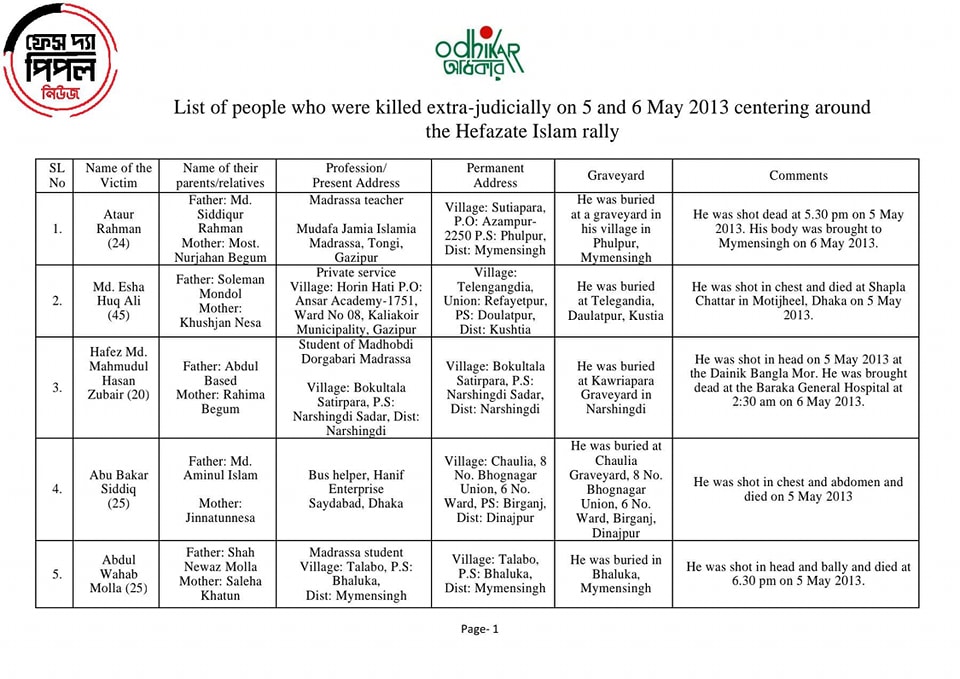 ফেস দ্যা
পিপল
নিউজ
odhikar
অধিকার
List of people who were killed extra-judicially on 5 and 6 May 2013 centering around
the Hefazate Islam rally
SL
No
Name of the
Victim
Name of their
parents/relatives
Profession/
Present Address
Permanent
Address
Graveyard
Comments
1.
Ataur
Rahman
(24)
Father: Md.
Siddiqur
Rahman
Mother: Most.
Nurjahan Begum
Madrassa teacher
Mudafa Jamia Islamia
Madrassa, Tongi,
Gazipur
Village: Sutiapara,
P.O: Azampur-
2250 P.S: Phulpur,
Dist: Mymensingh
He was buried
at a graveyard in
his village in
Phulpur,
Mymensingh
He was shot dead at 5.30 pm on 5 May
2013. His body was brought to
Mymensingh on 6 May 2013.
2.
Md. Esha
Huq Ali
(45)
Father: Soleman
Mondol
Mother:
Khushjan Nesa
Private service
Village: Horin Hati P.O:
Ansar Academy-1751,
Ward No 08, Kaliakoir
Municipality, Gazipur
Village:
Telengangdia,
Union: Refayetpur,
PS: Doulatpur,
Dist: Kushtia
He was buried
at Telegandia,
Daulatpur, Kustia
He was shot in chest and died at Shapla
Chattar in Motijheel, Dhaka on 5 May
2013.
3.
Hafez Md.
Mahmudul
Hasan
Zubair (20)
Father: Abdul
Based
Mother: Rahima
Begum
Student of Madhobdi
Dorgabari Madrassa
Village: Bokultala
Satirpara, P.S:
Narshingdi Sadar, Dist:
Narshingdi
Village: Bokultala
Satirpara, P.S:
Narshingdi Sadar,
Dist: Narshingdi
He was buried
at Kawriapara
Graveyard in
Narshingdi
He was shot in head on 5 May 2013 at
the Dainik Bangla Mor. He was brought
dead at the Baraka General Hospital at
2:30 am on 6 May 2013.
4.
Abu Bakar
Siddiq
(25)
Father: Md.
Aminul Islam
Mother:
Jinnatunnesa
Bus helper, Hanif
Enterprise
Saydabad, Dhaka
Village: Chaulia, 8
No. Bhognagar
Union, 6 No.
Ward, PS: Birganj,
Dist: Dinajpur
He was buried at
Chaulia
Graveyard, 8 No.
Bhognagar
Union, 6 No.
Ward, Birganj,
Dinajpur
He was shot in chest and abdomen and
died on 5 May 2013
5.
Abdul
Wahab
Molla (25)
Father: Shah
Newaz Molla
Mother: Saleha
Khatun
Madrassa student
Village: Talabo, P.S:
Bhaluka,
Dist: Mymensingh
Village: Talabo,
P.S: Bhaluka,
Dist: Mymensingh
He was buried in
Bhaluka,
Mymensingh
He was shot in head and bally and died at
6.30 pm on 5 May 2013.
Page- 1